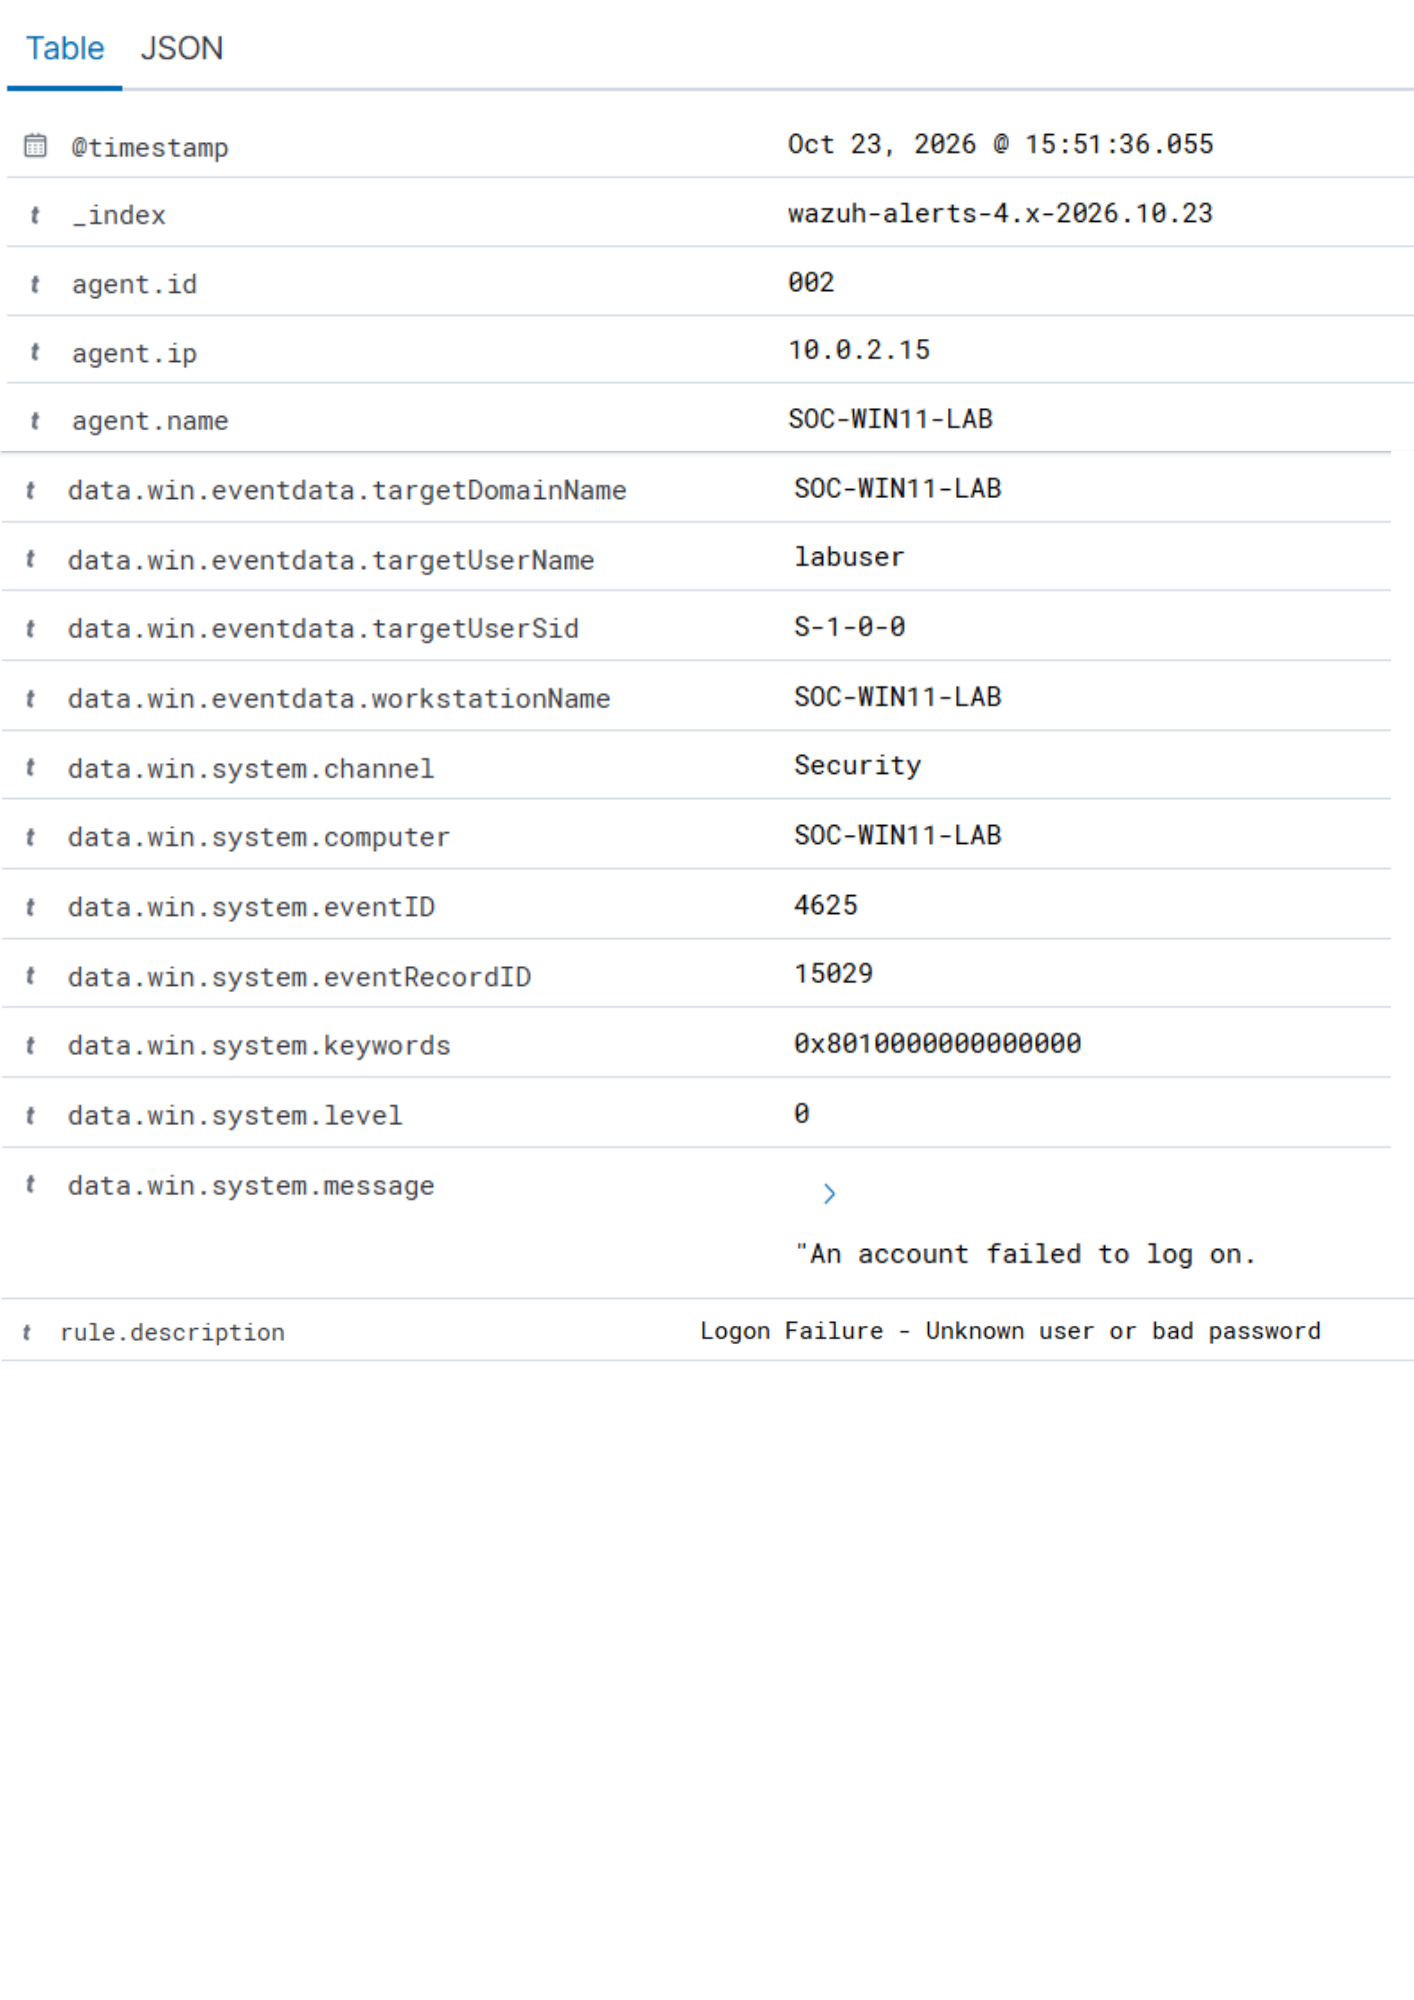 Table JSON
@timestamp Oct 23, 2026 @ 15:51:36.055
t _index wazuh-alerts-4.x-2026.10.23
t agent.id 002
t agent.ip 10.0.2.15
t agent.name SOC-WIN11-LAB
t data.win.eventdata.targetDomainName SOC-WIN11-LAB
t data.win.eventdata.targetUserName labuser
t data.win.eventdata.targetUserSid S-1-0-0
t data.win.eventdata.workstationName SOC-WIN11-LAB
t data.win.system.channel Security
t data.win.system.computer SOC-WIN11-LAB
t data.win.system.eventID 4625
t data.win.system.eventRecordID 15029
t data.win.system.keywords 0x8010000000000000
t data.win.system.level 0
t data.win.system.message
"An account failed to log on.
t rule.description Logon Failure - Unknown user or bad password